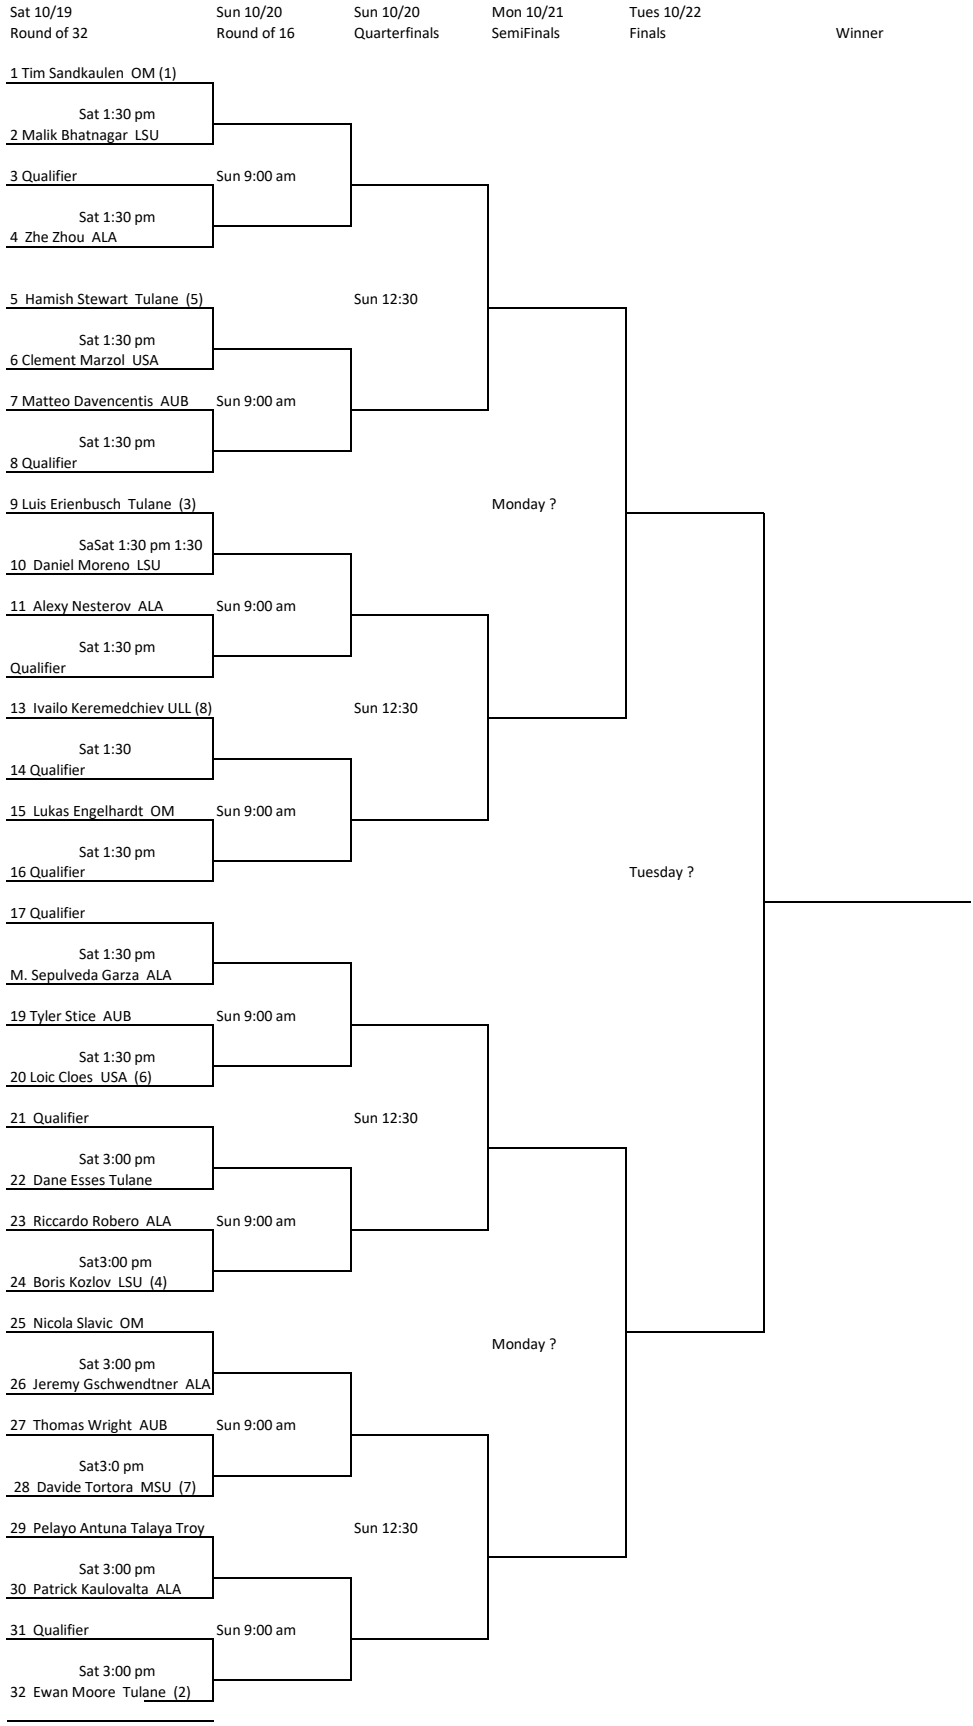 Sat 10/19 Sun 10/20 Sun 10/20 Mon 10/21 Tues 10/22
Round of 32 Round of 16 Quarterfinals SemiFinals Finals Winner
1 Tim Sandkaulen OM (1)
Sat 1:30 pm
2 Malik Bhatnagar LSU
3 Qualifier Sun 9:00 am
Sat 1:30 pm
4 Zhe Zhou ALA
5 Hamish Stewart Tulane (5) Sun 12:30
Sat 1:30 pm
6 Clement Marzol USA
7 Matteo Davencentis AUB Sun 9:00 am
Sat 1:30 pm
8 Qualifier
9 Luis Erienbusch Tulane (3) Monday ?
SaSat 1:30 pm 1:30
10 Daniel Moreno LSU
11 Alexy Nesterov ALA Sun 9:00 am
Sat 1:30 pm
Qualifier
13 Ivailo Keremedchiev ULL (8) Sun 12:30
Sat 1:30
14 Qualifier
15 Lukas Engelhardt OM Sun 9:00 am
Sat 1:30 pm
16 Qualifier Tuesday ?
17 Qualifier
Sat 1:30 pm
M. Sepulveda Garza ALA
19 Tyler Stice AUB Sun 9:00 am
Sat 1:30 pm
20 Loic Cloes USA (6)
21 Qualifier Sun 12:30
Sat 3:00 pm
22 Dane Esses Tulane
23 Riccardo Robero ALA Sun 9:00 am
Sat3:00 pm
24 Boris Kozlov LSU (4)
25 Nicola Slavic OM
Monday ?
Sat 3:00 pm
26 Jeremy Gschwendtner ALA
27 Thomas Wright AUB Sun 9:00 am
Sat3:0 pm
28 Davide Tortora MSU (7)
29 Pelayo Antuna Talaya Troy Sun 12:30
Sat 3:00 pm
30 Patrick Kaulovalta ALA
31 Qualifier Sun 9:00 am
Sat 3:00 pm
32 Ewan Moore Tulane (2)